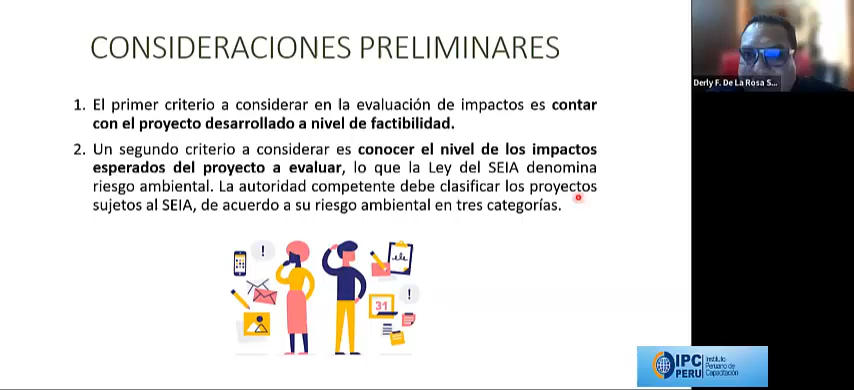 CONSIDERACIONES PRELIMINARES
1. El primer criterio a considerar en la evaluación de impactos es contar
con el proyecto desarrollado a nivel de factibilidad.
2. Un segundo criterio a considerar es conocer el nivel de los impactos
esperados del proyecto a evaluar, lo que la Ley del SEIA denomina
riesgo ambiental. La autoridad competente debe clasificar los proyectos
sujetos al SEIA, de acuerdo a su riesgo ambiental en tres categorías.
!
!
31
Derly F. De La Rosa S...
IPC
PERU
Instituto
Peruano de
Capacitación